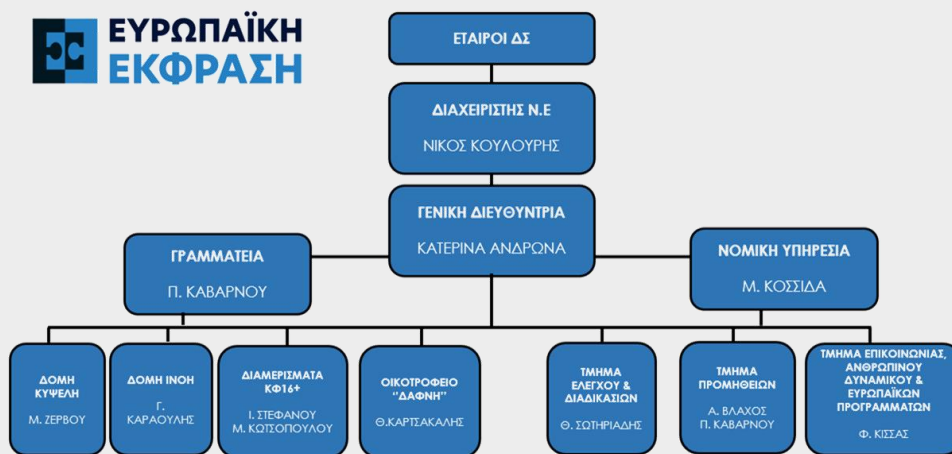 ΕΥΡΩΠΑΪΚΗ
ΕΚΦΡΑΣΗ
ΕΤΑΙΡΟΙ ΔΣ
ΔΙΑΧΕΙΡΙΣΤΗΣ Ν.Ε
ΝΙΚΟΣ ΚΟΥΛΟΥΡΗΣ
ΓΕΝΙΚΗ ΔΙΕΥΘΥΝΤΡΙΑ
ΚΑΤΕΡΙΝΑ ΑΝΔΡΩΝΑ
ΓΡΑΜΜΑΤΕΙΑ
Π. ΚΑΒΑΡΝΟΥ
ΝΟΜΙΚΗ ΥΠΗΡΕΣΙΑ
Μ. ΚΟΣΣΙΔΑ
ΔΟΜΗ
ΚΥΨΕΛΗ
Μ. ΖΕΡΒΟΥ
ΔΟΜΗ ΙΝΟΗ
Γ.
ΚΑΡΑΟΥΛΗΣ
ΔΙΑΜΕΡΙΣΜΑΤΑ
ΚΦ16+
Ι. ΣΤΕΦΑΝΟΥ
Μ. ΚΩΤΣΟΠΟΥΛΟΥ
ΟΙΚΟΤΡΟΦΕΙΟ
‘’ΔΑΦΝΗ’’
Θ.ΚΑΡΤΣΑΚΑΛΗΣ
ΤΜΗΜΑ
ΕΛΕΓΧΟΥ &
ΔΙΑΔΙΚΑΣΙΩΝ
Θ. ΣΩΤΗΡΙΑΔΗΣ
ΤΜΗΜΑ
ΠΡΟΜΗΘΕΙΩΝ
Α. ΒΛΑΧΟΣ
Π. ΚΑΒΑΡΝΟΥ
ΤΜΗΜΑ ΕΠΙΚΟΙΝΩΝΙΑΣ,
ΑΝΘΡΩΠΙΝΟΥ
ΔΥΝΑΜΙΚΟΥ &
ΕΥΡΩΠΑΪΚΩΝ
ΠΡΟΓΡΑΜΜΑΤΩΝ
Φ. ΚΙΣΣΑΣ